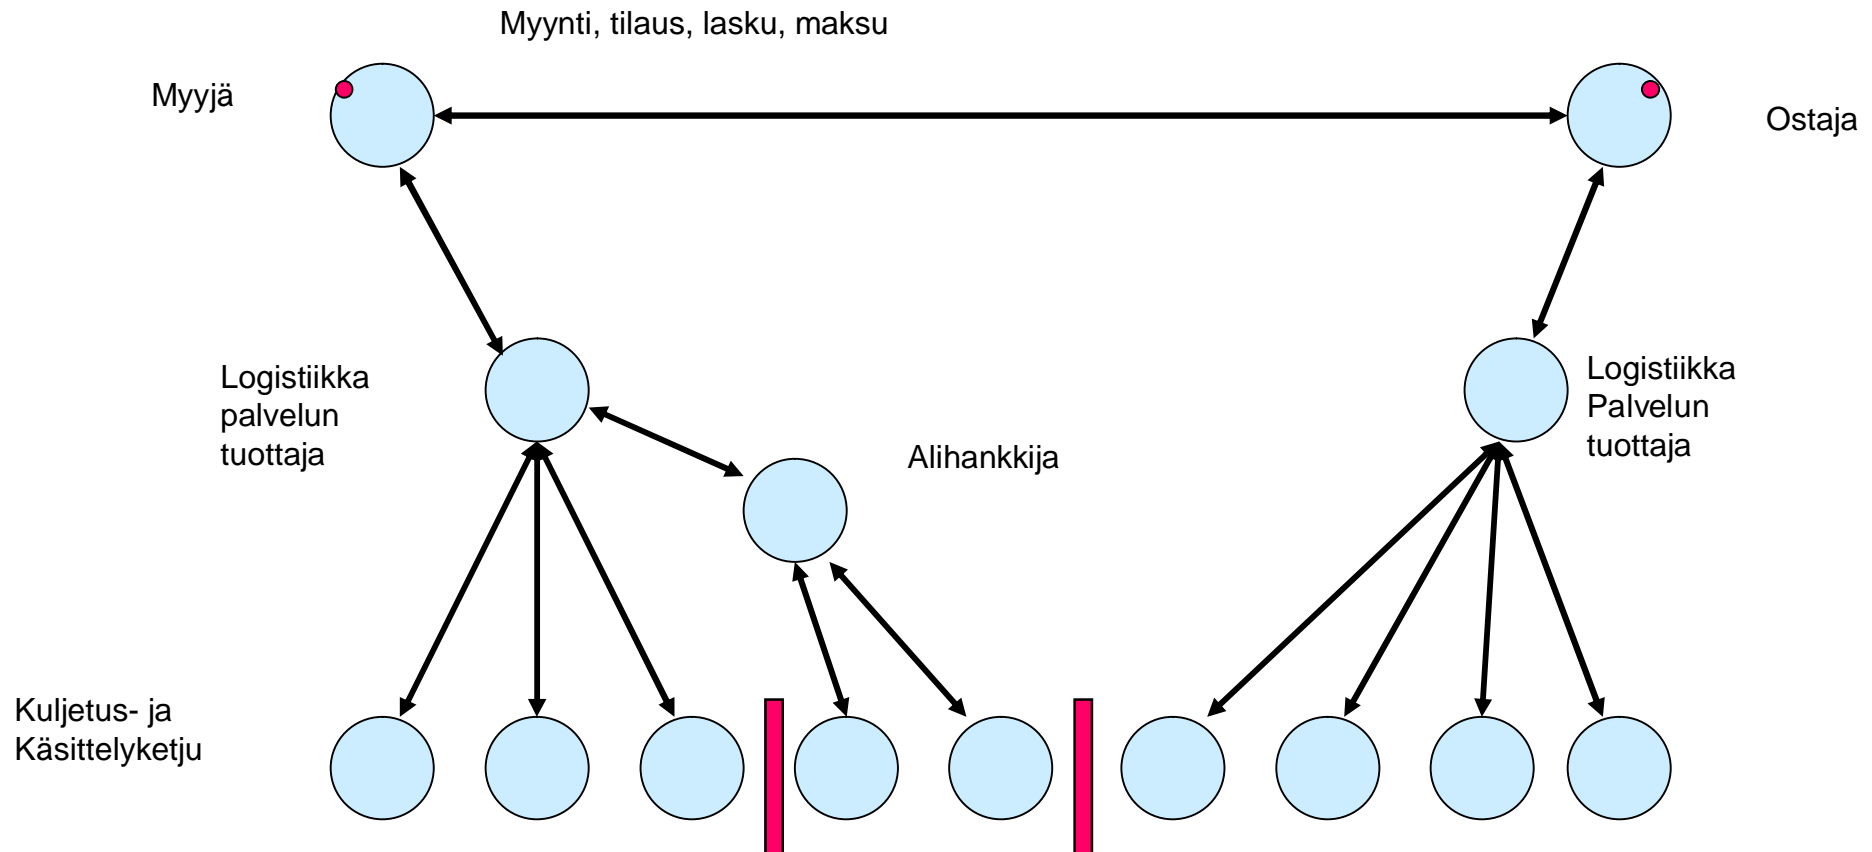 Myynti, tilaus, lasku, maksu
Myyjä
Ostaja
Logistiikka
palvelun
tuottaja
Logistiikka
Palvelun
tuottaja
Alihankkija
Kuljetus- ja
Käsittelyketju